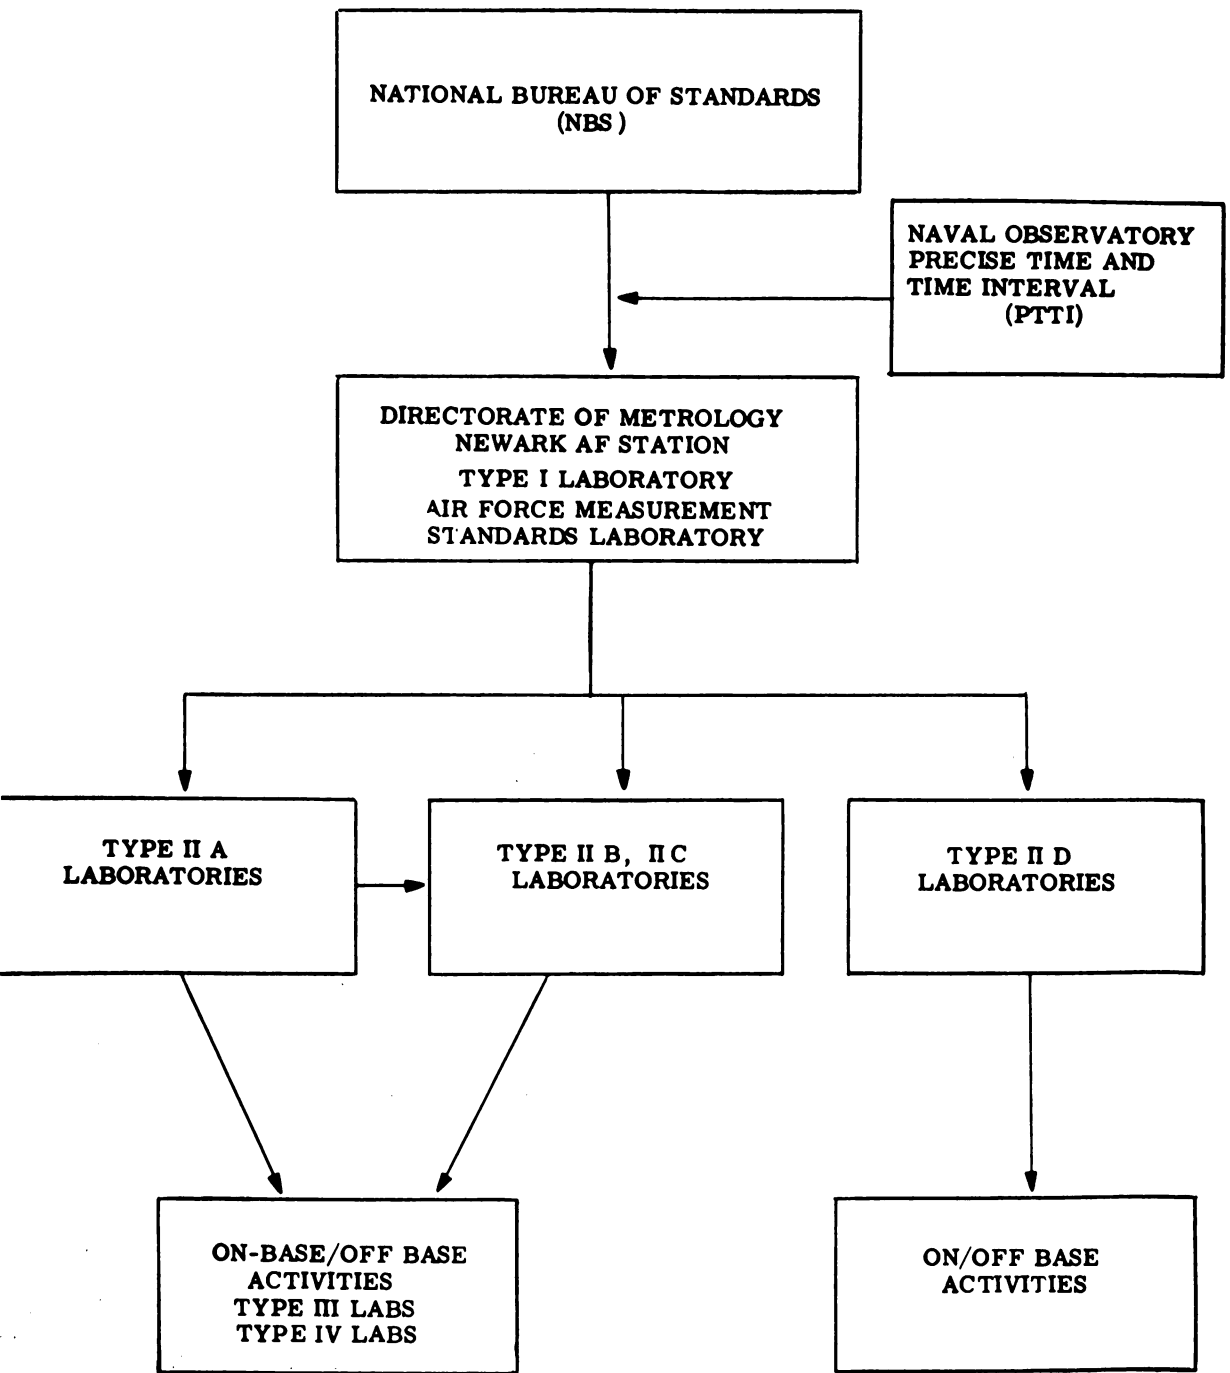 NATIONAL BUREAU OF STANDARDS
(NBS)
NAVAL OBSERVATORY
PRECISE TIME AND
TIME INTERVAL
(PTTI)
DIRECTORATE OF METROLOGY
NEWARK AF STATION
TYPE I LABORATORY
AIR FORCE MEASUREMENT
STANDARDS LABORATORY
TYPE II A
LABORATORIES
TYPE II B, II C
LABORATORIES
TYPE II D
LABORATORIES
ON-BASE/OFF BASE
ACTIVITIES
TYPE III LABS
TYPE IV LABS
ON/OFF BASE
ACTIVITIES